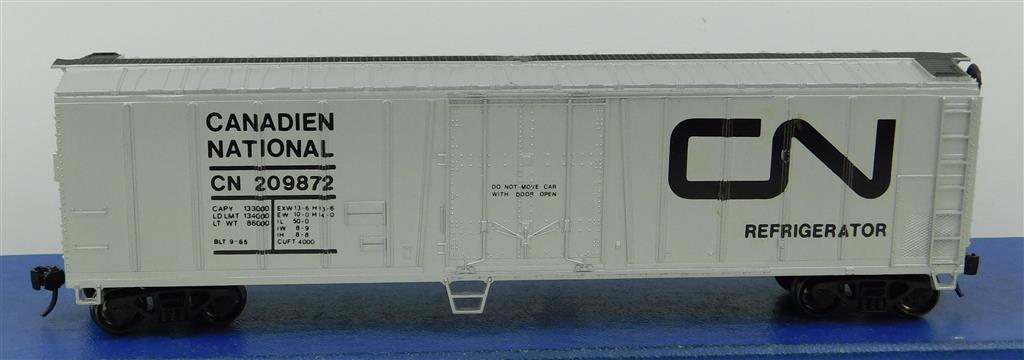 CANADIEN
NATIONAL
CN 209872
CAPY 133000
LD LMT 134000
LT WT 86000
BLT 9-65
EXW 13-6 H 13-6
EW 10-0 H 14-0
IL 50-0
IW 8-9
IH 8-8
CUFT 4000
DO NOT MOVE CAR
WITH DOOR OPEN
CN
REFRIGERATOR